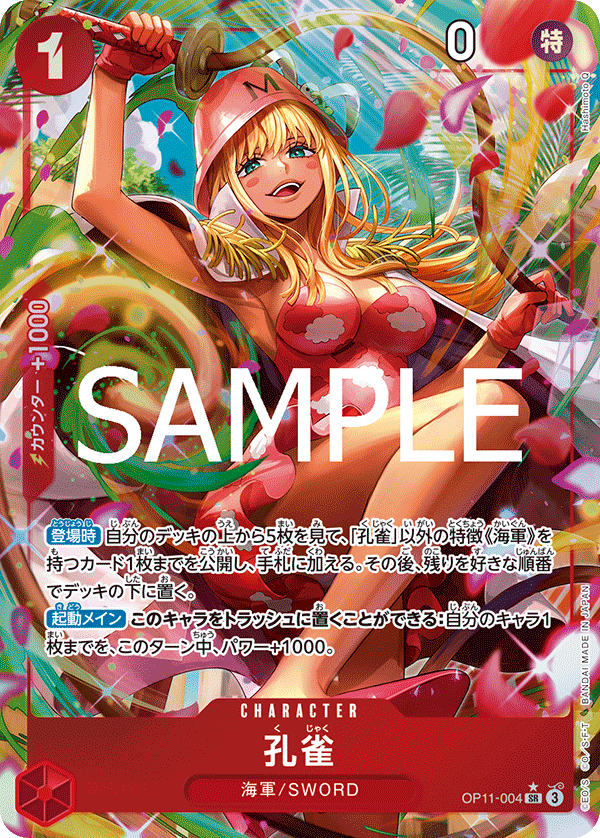 1
0
特
M
Hashimoto Q
カウンター +1000
SAMPLE
登場時 自分のデッキの上から5枚を見て、「孔雀」以外の特徴《海軍》を
持つカード1枚までを公開し、手札に加える。その後、残りを好きな順番
でデッキの下に置く。
起動メイン このキャラをトラッシュに置くことができる：自分のキャラ1
枚までを、このターン中、パワー+1000。
CHARACTER
くじゃく
孔雀
海軍/SWORD
OP11-004 SR 3
©E.O/S. ©O./S.・F・T BANDAI MADE IN JAPAN